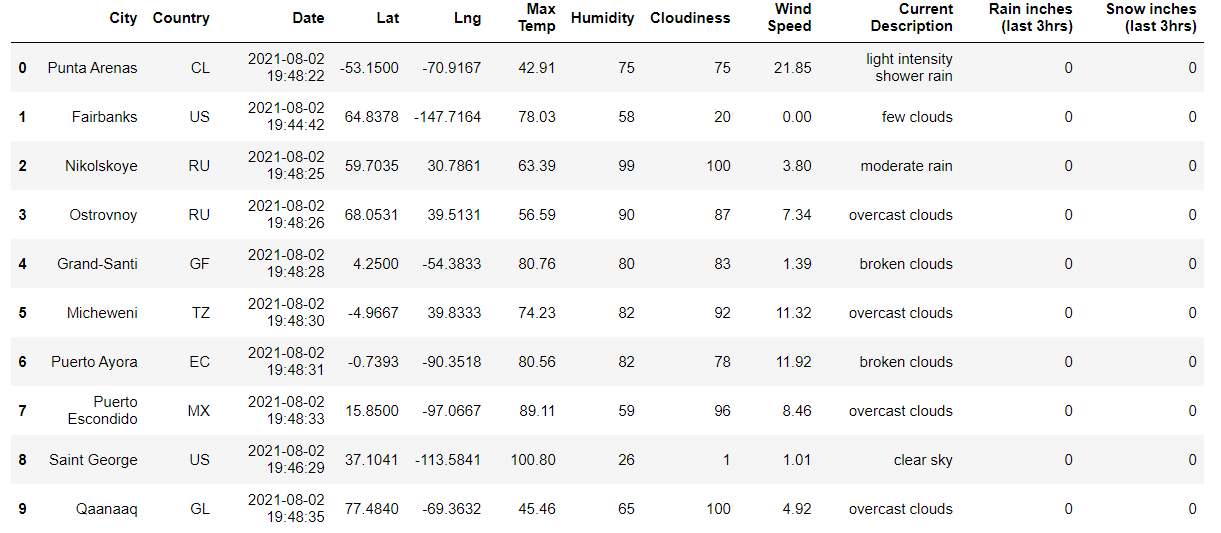 City Country Date Lat Lng Max Temp Humidity Cloudiness Wind Speed Current Description Rain inches (last 3hrs) Snow inches (last 3hrs)
0 Punta Arenas CL 2021-08-02 19:48:22 -53.1500 -70.9167 42.91 75 75 21.85 light intensity shower rain 0 0
1 Fairbanks US 2021-08-02 19:44:42 64.8378 -147.7164 78.03 58 20 0.00 few clouds 0 0
2 Nikolskoye RU 2021-08-02 19:48:25 59.7035 30.7861 63.39 99 100 3.80 moderate rain 0 0
3 Ostrovnoy RU 2021-08-02 19:48:26 68.0531 39.5131 56.59 90 87 7.34 overcast clouds 0 0
4 Grand-Santi GF 2021-08-02 19:48:28 4.2500 -54.3833 80.76 80 83 1.39 broken clouds 0 0
5 Micheweni TZ 2021-08-02 19:48:30 -4.9667 39.8333 74.23 82 92 11.32 overcast clouds 0 0
6 Puerto Ayora EC 2021-08-02 19:48:31 -0.7393 -90.3518 80.56 82 78 11.92 broken clouds 0 0
7 Puerto Escondido MX 2021-08-02 19:48:33 15.8500 -97.0667 89.11 59 96 8.46 overcast clouds 0 0
8 Saint George US 2021-08-02 19:46:29 37.1041 -113.5841 100.80 26 1 1.01 clear sky 0 0
9 Qaanaaq GL 2021-08-02 19:48:35 77.4840 -69.3632 45.46 65 100 4.92 overcast clouds 0 0